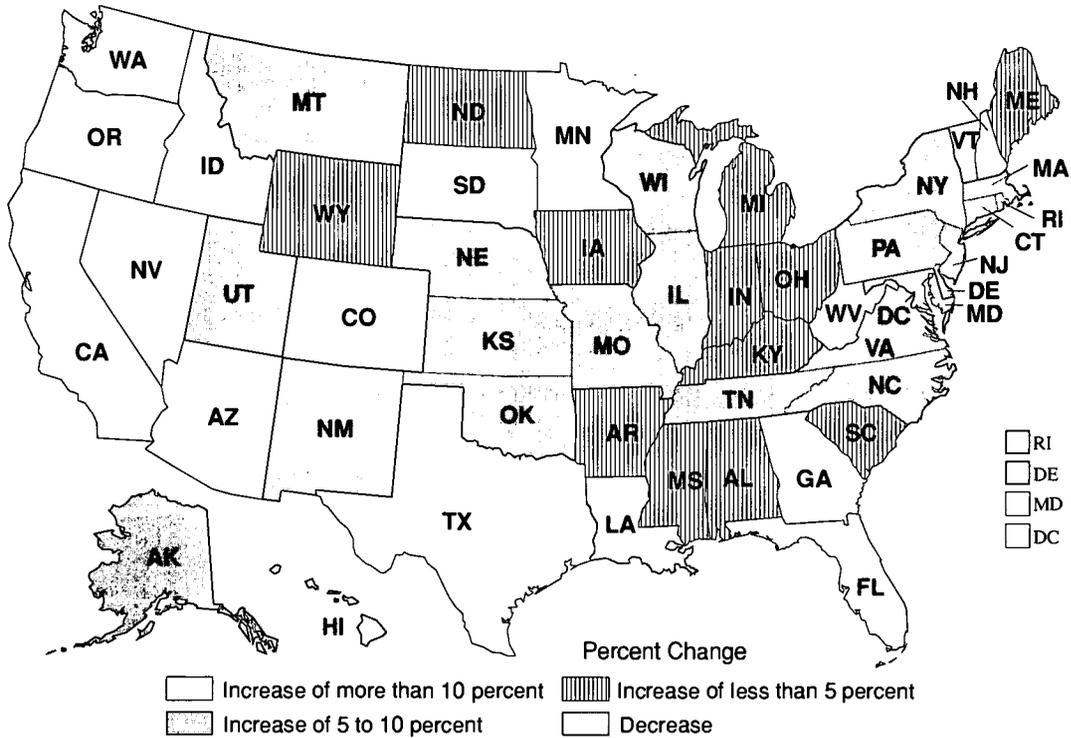 WA
OR
ID
MT
ND
MN
SD
WY
WI
MI
NH
ME
VT
NY
MA
RI
CT
NJ
DE
MD
PA
OH
IN
IL
IA
NE
NV
UT
CO
CA
KS
MO
KY
WV
DC
VA
NC
TN
OK
AR
AZ
NM
SC
MS
AL
GA
TX
LA
FL
AK
HI
RI
DE
MD
DC
Percent Change
Increase of more than 10 percent
Increase of less than 5 percent
Increase of 5 to 10 percent
Decrease